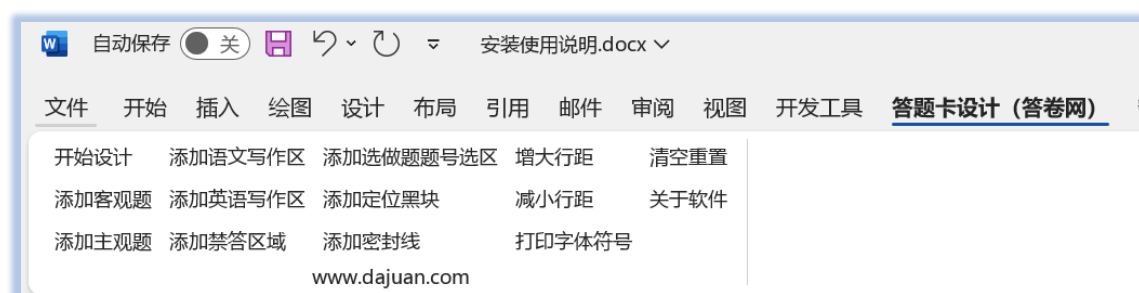 自动保存 关 安装使用说明.docx
文件 开始 插入 绘图 设计 布局 引用 邮件 审阅 视图 开发工具 答题卡设计（答卷网）
开始设计 添加语文写作区 添加选做题题号选区 增大行距 清空重置
添加客观题 添加英语写作区 添加定位黑块 减小行距 关于软件
添加主观题 添加禁答区域 添加密封线 打印字体符号
www.dajuan.com